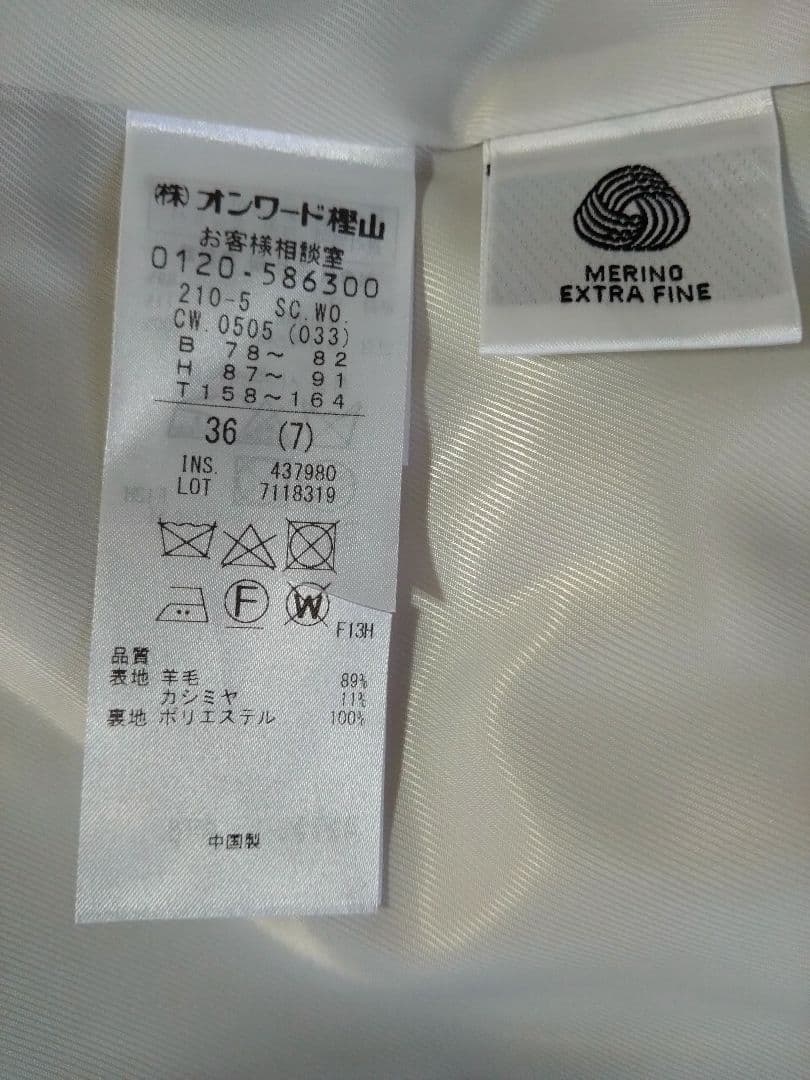 (株)オンワード樫山
お客様相談室
0120-586300
210-5 SC.WO.
CW.0505(033)
B 78～ 82
H 87～ 91
T158～164
36 (7)
INS. 437980
LOT 7118319
F
W
F13H
品質
表地 羊毛 89%
カシミヤ 11%
裏地 ポリエステル 100%
中国製
MERINO
EXTRA FINE